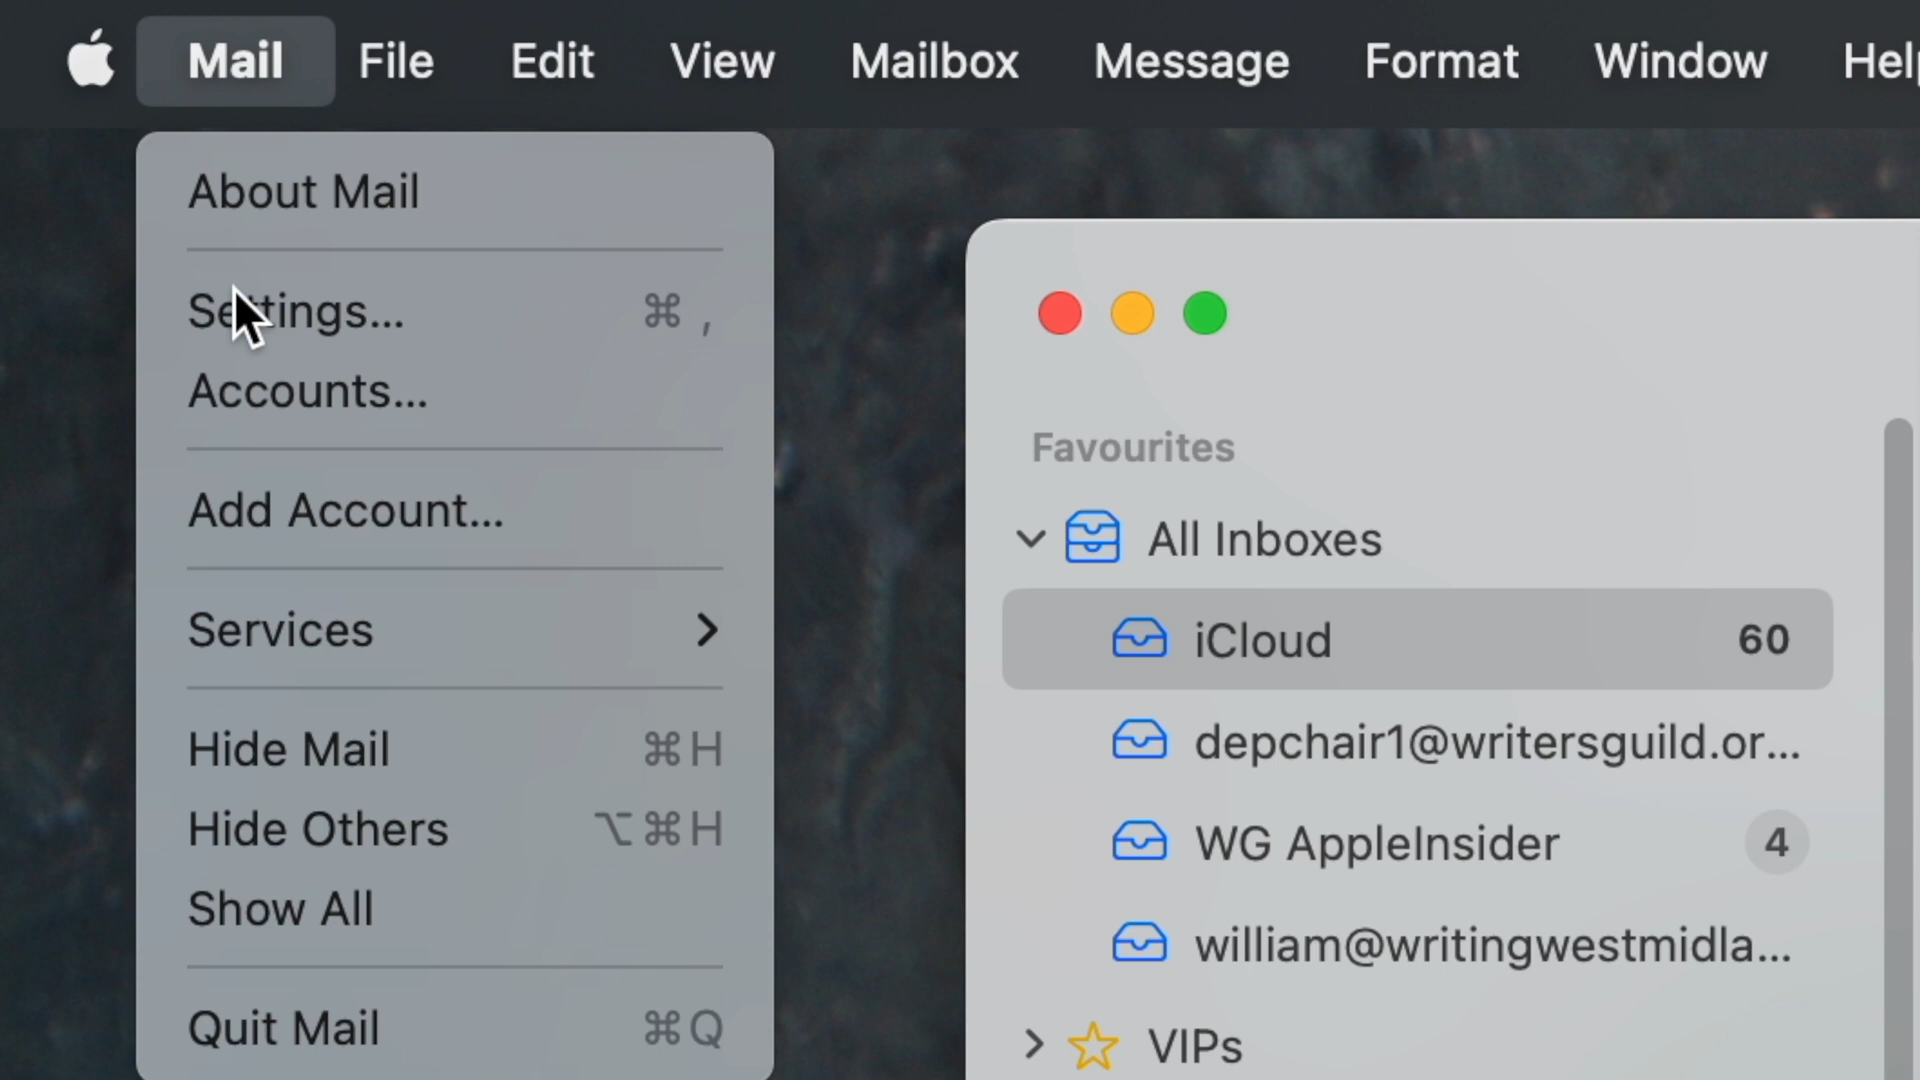 Mail File Edit View Mailbox Message Format Window Help
About Mail
Settings... ⌘ ,
Accounts...
Add Account...
Services
Hide Mail ⌘H
Hide Others ⌥⌘H
Show All
Quit Mail ⌘Q
Favourites
All Inboxes
iCloud 60
depchair1@writersguild.or...
WG AppleInsider 4
william@writingwestmidla...
VIPs